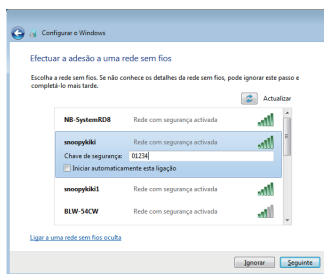 Configurar o Windows
Efectuar a adesão a uma rede sem fios
Escolha a rede sem fios. Se não conhece os detalhes da rede sem fios, pode ignorar este passo e
completá-lo mais tarde.
Actualizar
NB-SystemRD8 Rede com segurança activada
snoopykiki Rede com segurança activada
Chave de segurança: 01234
Iniciar automaticamente esta ligação
snoopykiki1 Rede com segurança activada
BLW-54CW Rede com segurança activada
Ligar a uma rede sem fios oculta
Ignorar Seguinte